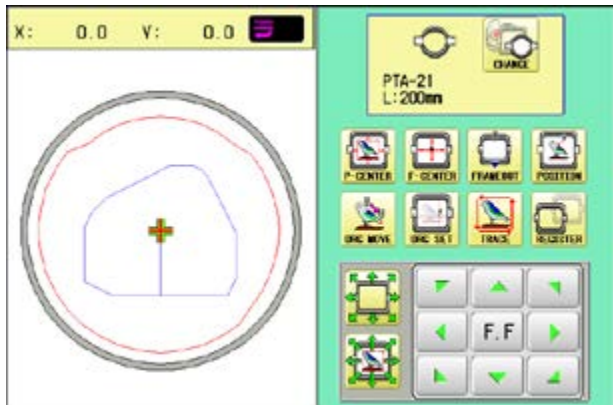 X: 0.0 Y: 0.0
CHANGE
PTA-21
L:200mm
P-CENTER F-CENTER FRAMEOUT POSITION
ORG MOVE ORG SET TRACE REGISTER
F.F